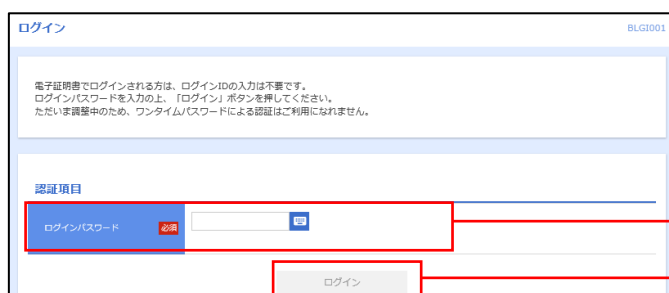 ログイン
BLGI001
電子証明書でログインされる方は、ログインIDの入力は不要です。
ログインパスワードを入力の上、「ログイン」ボタンを押してください。
ただいま調整中のため、ワンタイムパスワードによる認証はご利用になれません。
認証項目
ログインパスワード 必須
ログイン